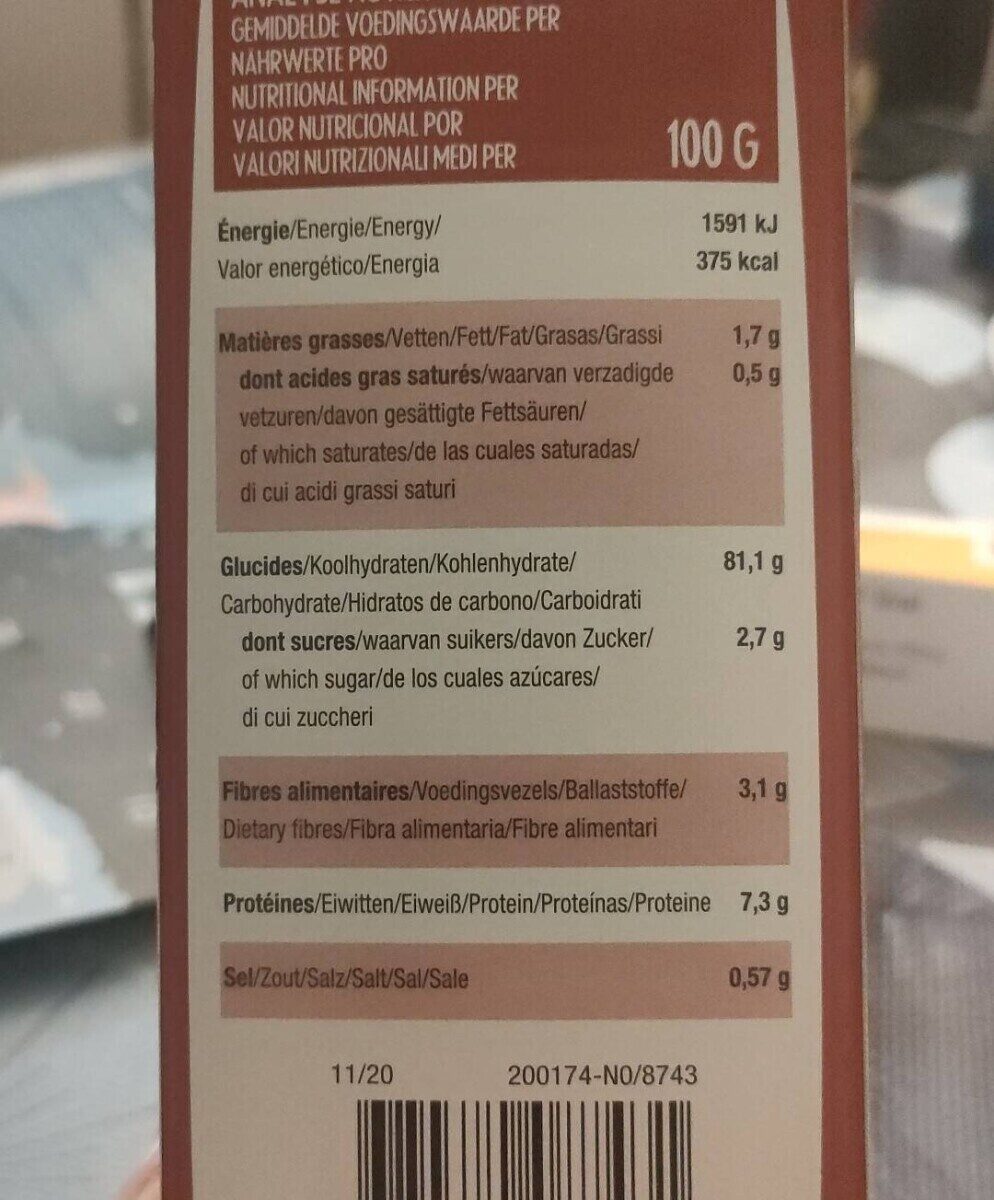 GEMIDDELDE VOEDINGSWAARDE PER
NÄHRWERTE PRO
NUTRITIONAL INFORMATION PER
VALOR NUTRICIONAL POR
VALORI NUTRIZIONALI MEDI PER 100 G
Énergie/Energie/Energy/ 1591 kJ
Valor energético/Energia 375 kcal
Matières grasses/Vetten/Fett/Fat/Grasas/Grassi 1,7 g
dont acides gras saturés/waarvan verzadigde 0,5 g
vetzuren/davon gesättigte Fettsäuren/
of which saturates/de las cuales saturadas/
di cui acidi grassi saturi
Glucides/Koolhydraten/Kohlenhydrate/ 81,1 g
Carbohydrate/Hidratos de carbono/Carboidrati
dont sucres/waarvan suikers/davon Zucker/ 2,7 g
of which sugar/de los cuales azúcares/
di cui zuccheri
Fibres alimentaires/Voedingsvezels/Ballaststoffe/ 3,1 g
Dietary fibres/Fibra alimentaria/Fibre alimentari
Protéines/Eiwitten/Eiweiß/Protein/Proteínas/Proteine 7,3 g
Sel/Zout/Salz/Salt/Sal/Sale 0,57 g
11/20 200174-N0/8743